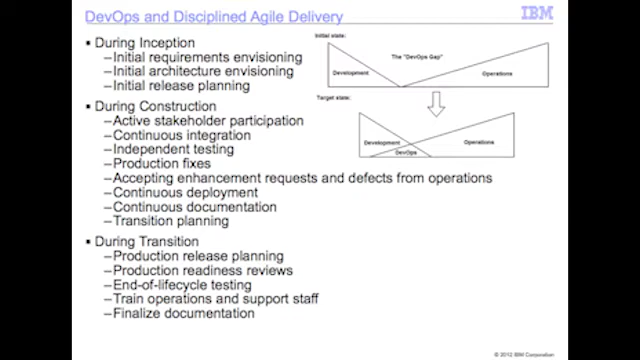 DevOps and Disciplined Agile Delivery
IBM
▪ During Inception
–Initial requirements envisioning
–Initial architecture envisioning
–Initial release planning
▪ During Construction
–Active stakeholder participation
–Continuous integration
–Independent testing
–Production fixes
–Accepting enhancement requests and defects from operations
–Continuous deployment
–Continuous documentation
–Transition planning
▪ During Transition
–Production release planning
–Production readiness reviews
–End-of-lifecycle testing
–Train operations and support staff
–Finalize documentation
Initial state:
The "DevOps Gap"
Development
Operations
Target state:
Development
Operations
DevOps
© 2012 IBM Corporation